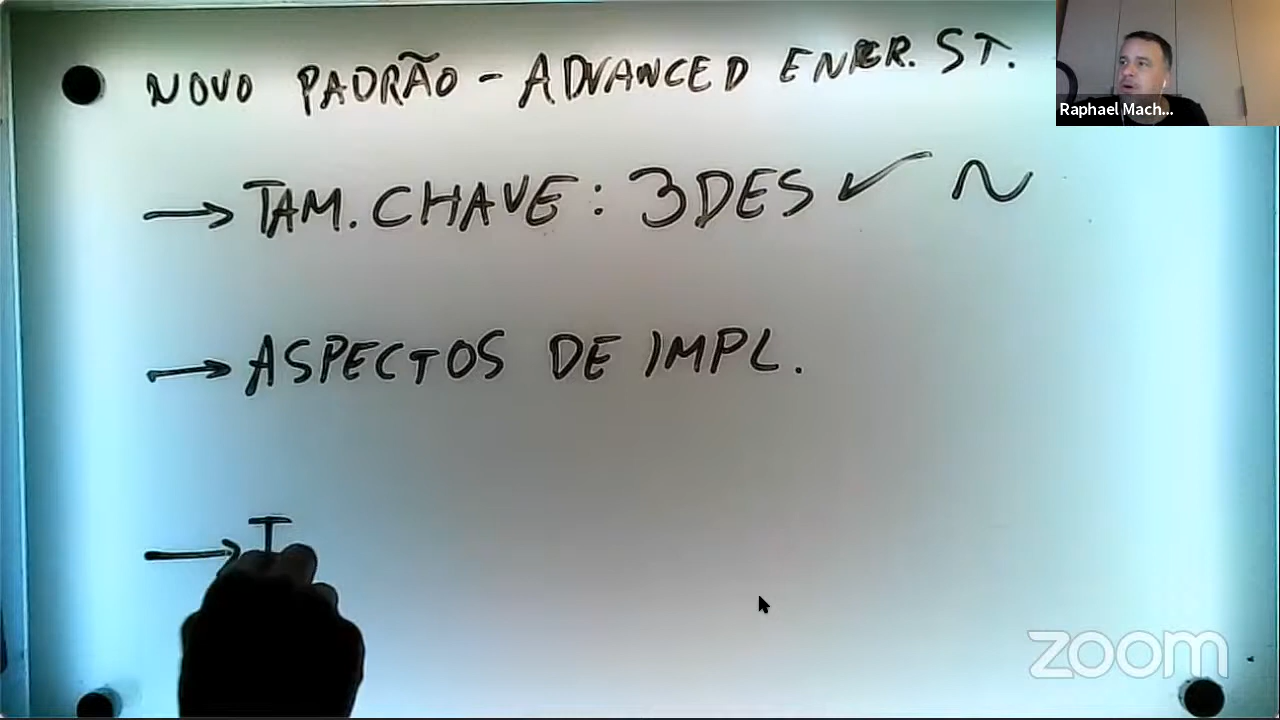 NOVO PADRÃO - ADVANCED ENCR. ST.
→ TAM. CHAVE: 3DES ✓ ~
→ ASPECTOS DE IMPL.
→ T
Raphael Mach...
zoom